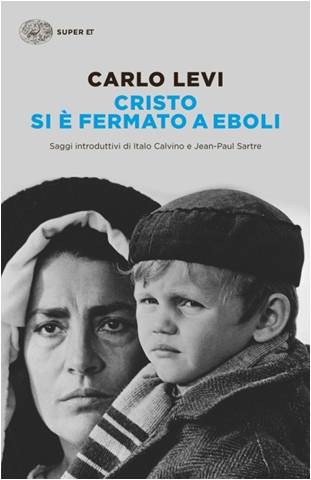 SUPER ET
CARLO LEVI
CRISTO
SI È FERMATO A EBOLI
Saggi introduttivi di Italo Calvino e Jean-Paul Sartre